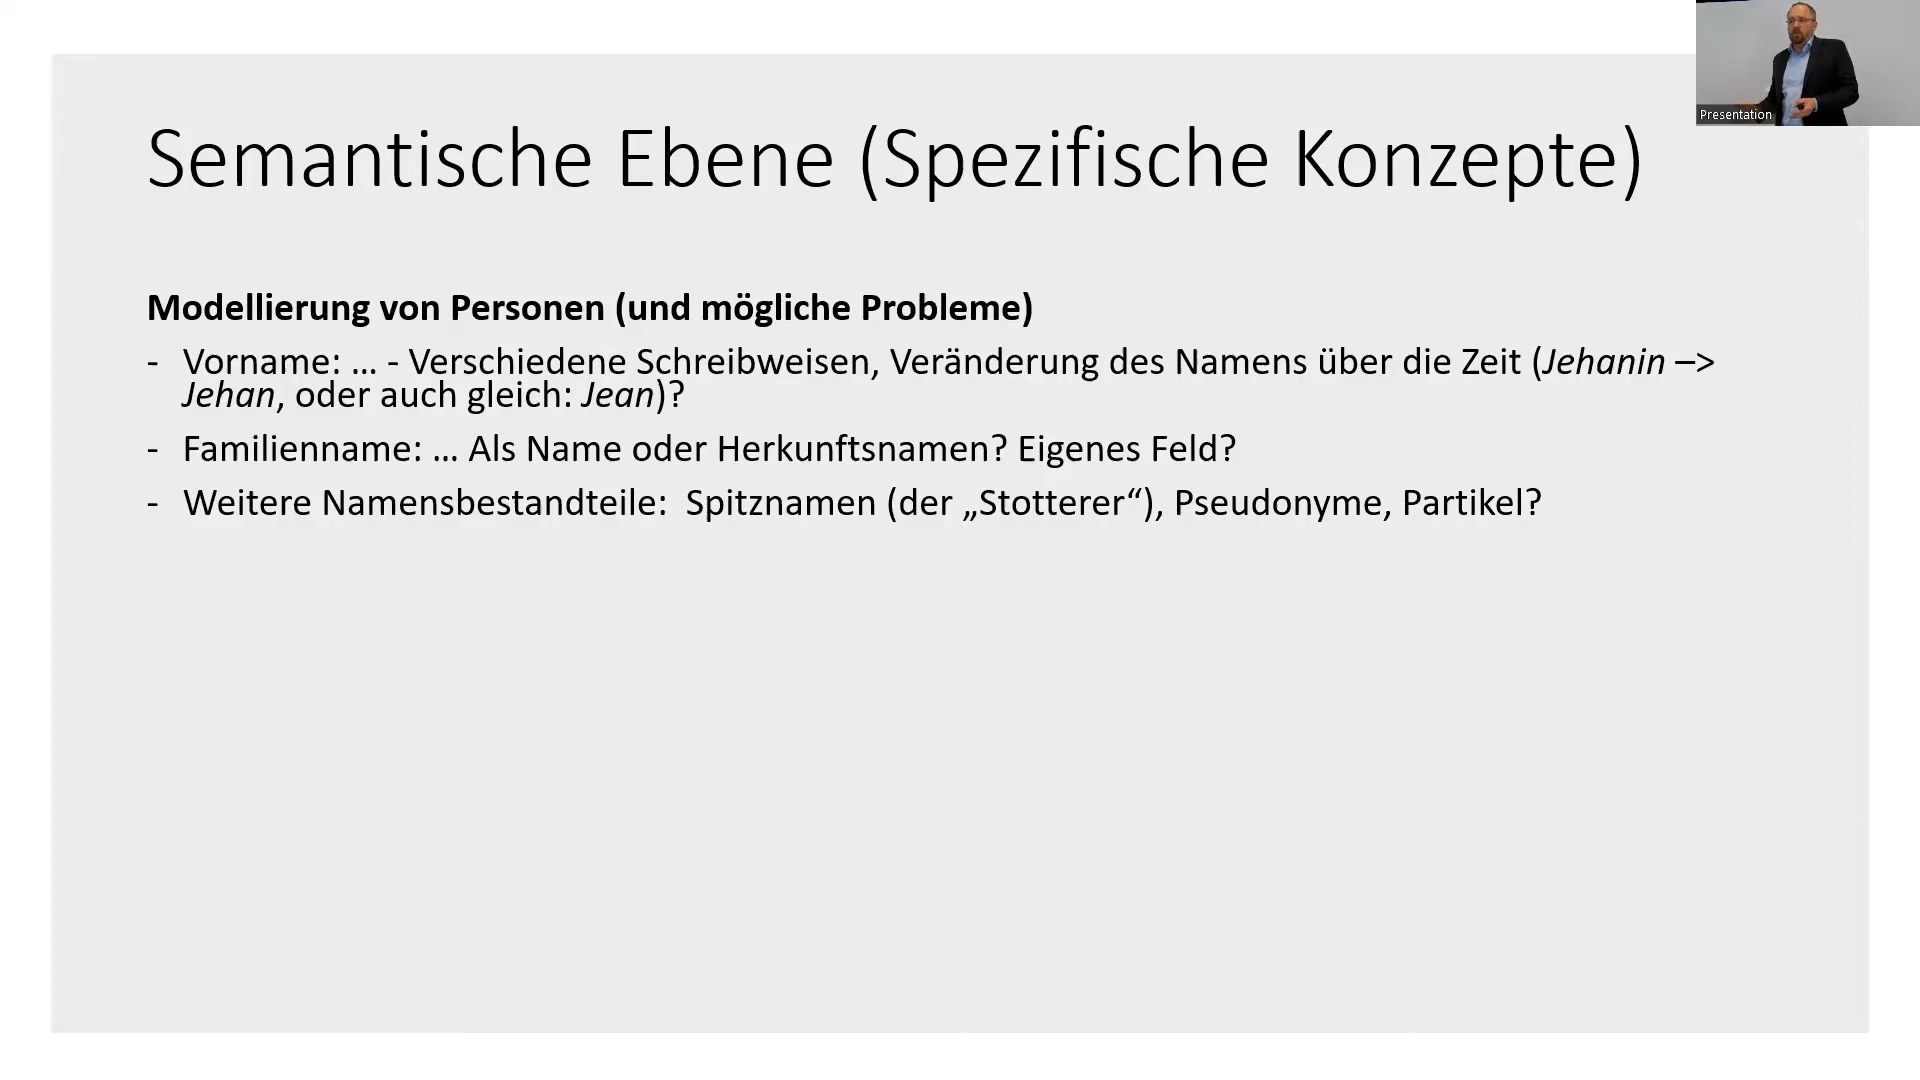 Presentation
Semantische Ebene (Spezifische Konzepte)
Modellierung von Personen (und mögliche Probleme)
- Vorname: … - Verschiedene Schreibweisen, Veränderung des Namens über die Zeit (Jehanin –>
Jehan, oder auch gleich: Jean)?
- Familienname: … Als Name oder Herkunftsnamen? Eigenes Feld?
- Weitere Namensbestandteile:  Spitznamen (der „Stotterer“), Pseudonyme, Partikel?